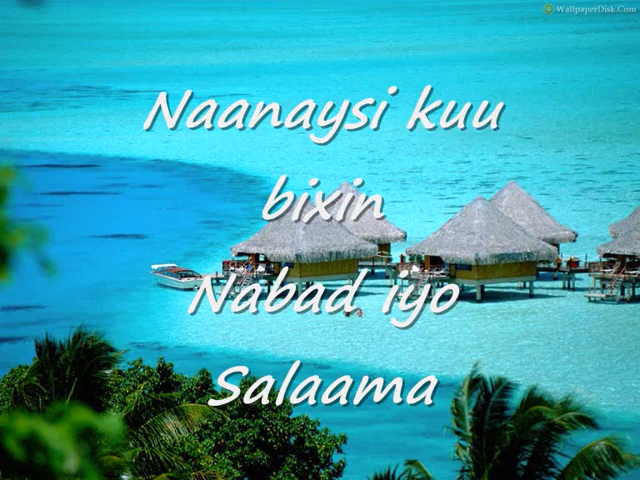 WallpaperDisk.Com
Naanaysi kuu
bixin
Nabad iyo
Salaama